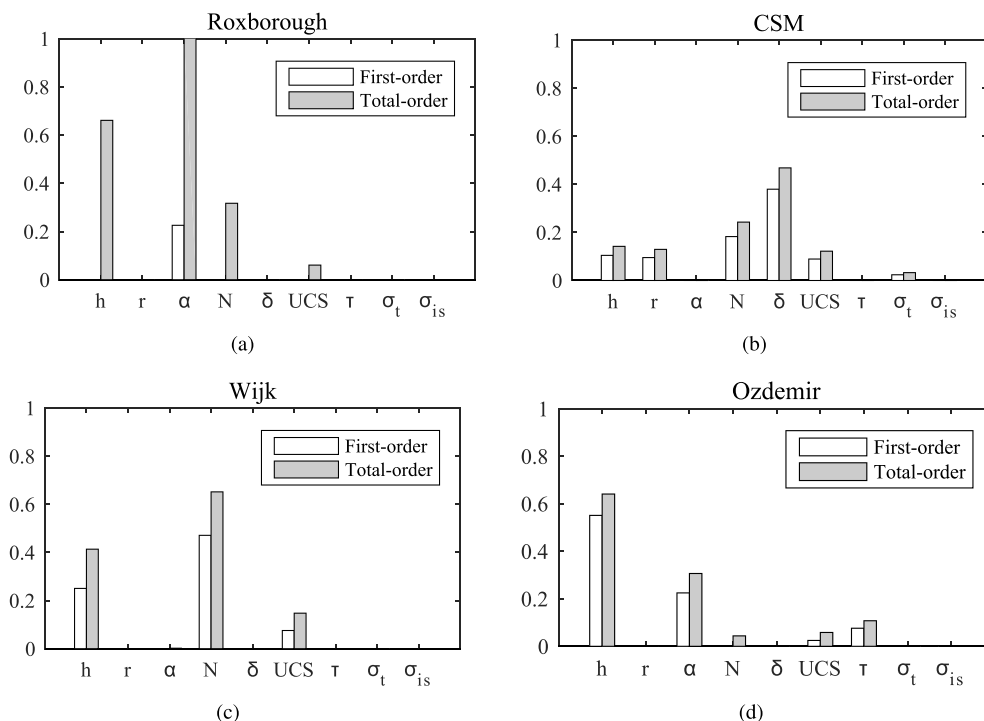 Roxborough
1
0.8
0.6
0.4
0.2
0
First-order
Total-order
h r α N δ UCS τ σt σis
(a)
CSM
1
0.8
0.6
0.4
0.2
0
First-order
Total-order
h r α N δ UCS τ σt σis
(b)
Wijk
1
0.8
0.6
0.4
0.2
0
First-order
Total-order
h r α N δ UCS τ σt σis
(c)
Ozdemir
1
0.8
0.6
0.4
0.2
0
First-order
Total-order
h r α N δ UCS τ σt σis
(d)